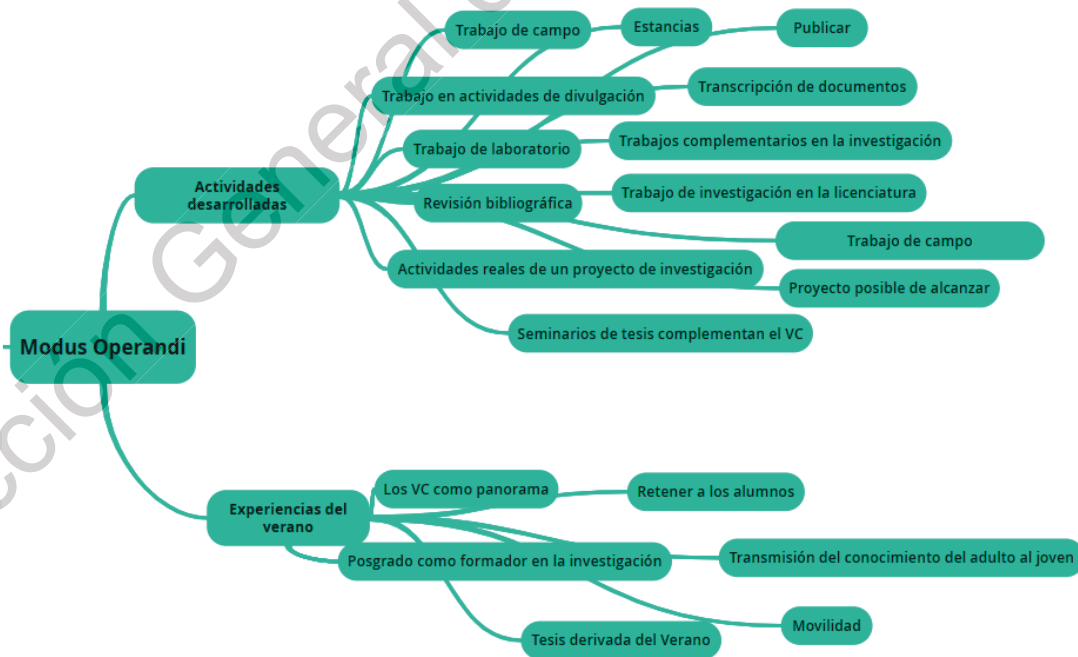 Trabajo de campo
Estancias
Publicar
Trabajo en actividades de divulgación
Transcripción de documentos
Trabajo de laboratorio
Trabajos complementarios en la investigación
Actividades
desarrolladas
Revisión bibliográfica
Trabajo de investigación en la licenciatura
Trabajo de campo
Actividades reales de un proyecto de investigación
Proyecto posible de alcanzar
Seminarios de tesis complementan el VC
Modus Operandi
Los VC como panorama
Retener a los alumnos
Experiencias del
verano
Posgrado como formador en la investigación
Transmisión del conocimiento del adulto al joven
Movilidad
Tesis derivada del Verano
General